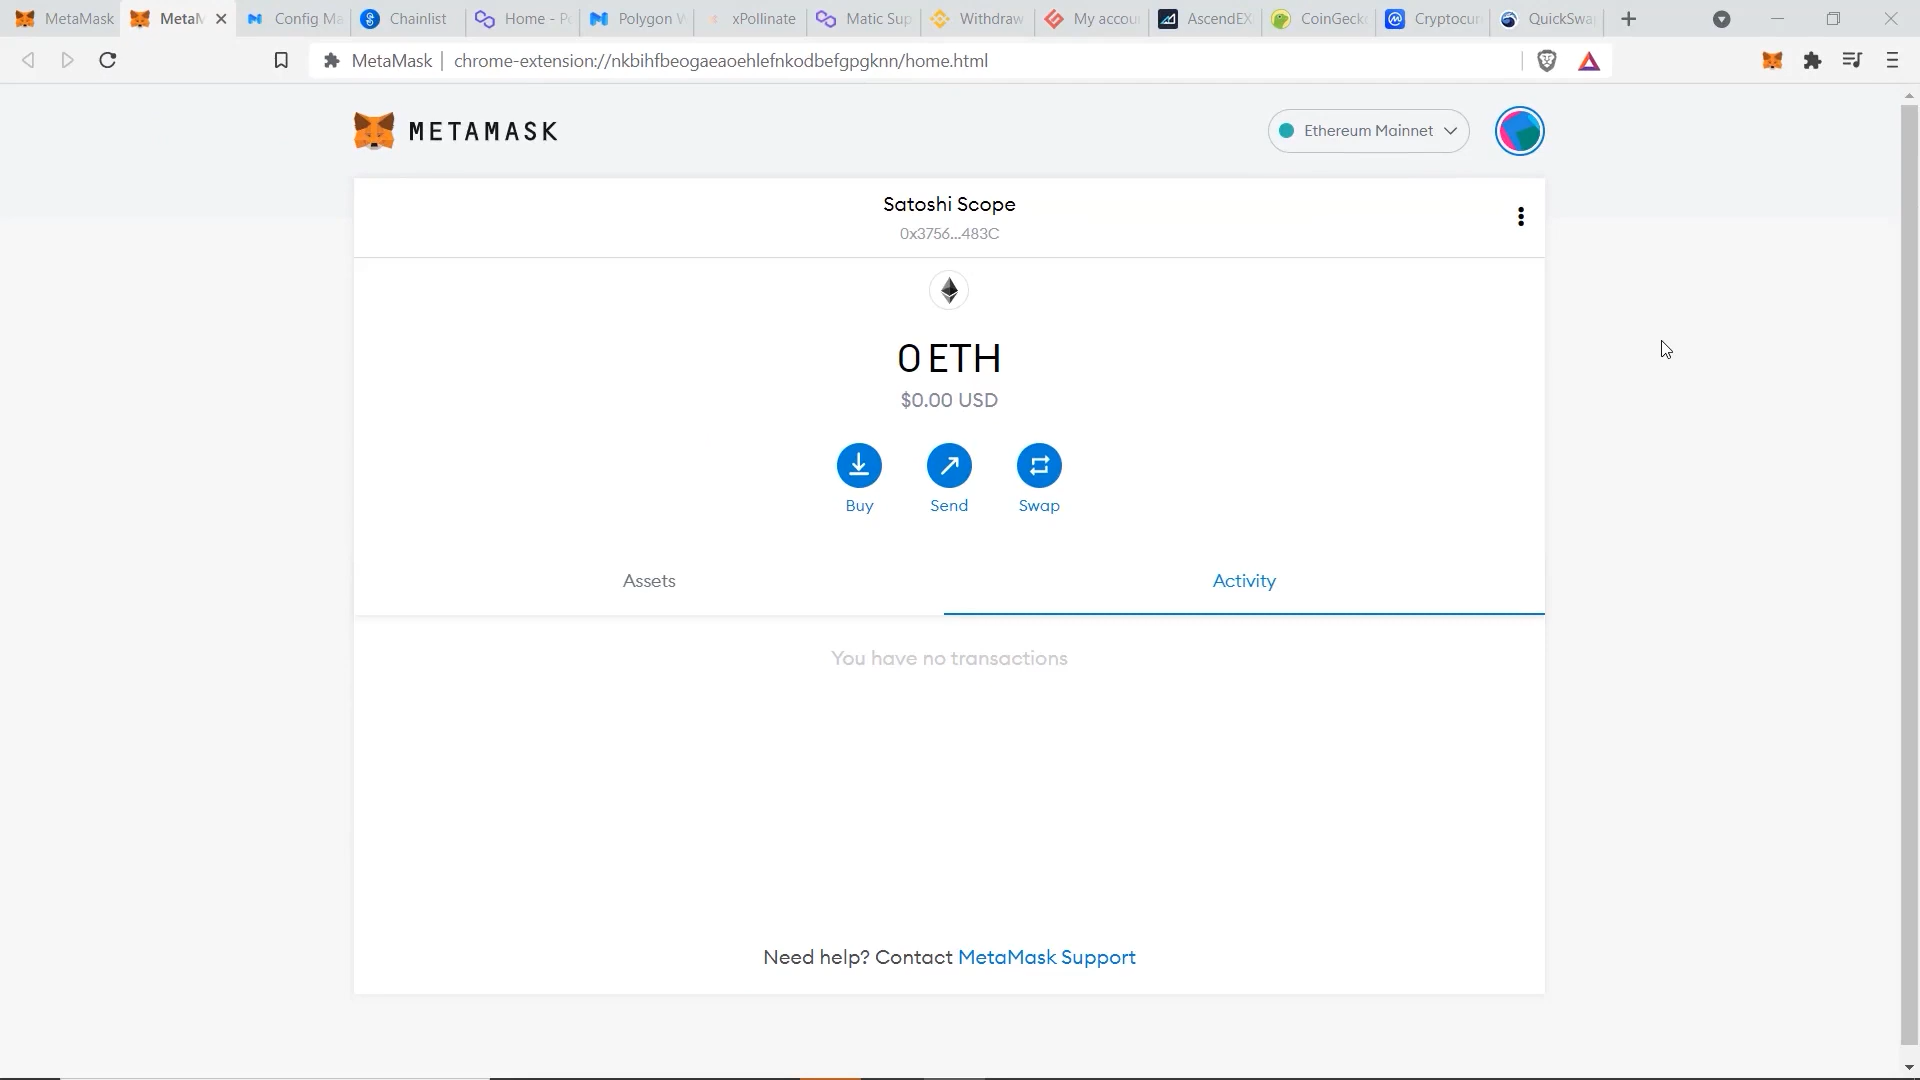 MetaMask
MetaM
Config Ma
Chainlist
Home - Po
Polygon W
xPollinate
Matic Sup
Withdraw
My accou
AscendEX
CoinGeck
Cryptocur
QuickSwa
MetaMask
chrome-extension://nkbihfbeogaeaoehlefnkodbefgpgknn/home.html
METAMASK
Ethereum Mainnet
Satoshi Scope
0x3756...483C
0 ETH
$0.00 USD
Buy
Send
Swap
Assets
Activity
You have no transactions
Need help? Contact MetaMask Support